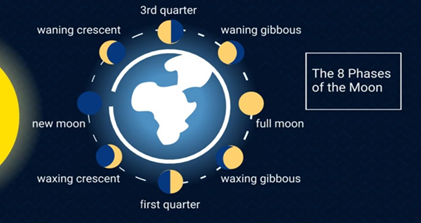 3rd quarter
waning crescent
waning gibbous
The 8 Phases
of the Moon
new moon
full moon
waxing crescent
waxing gibbous
first quarter